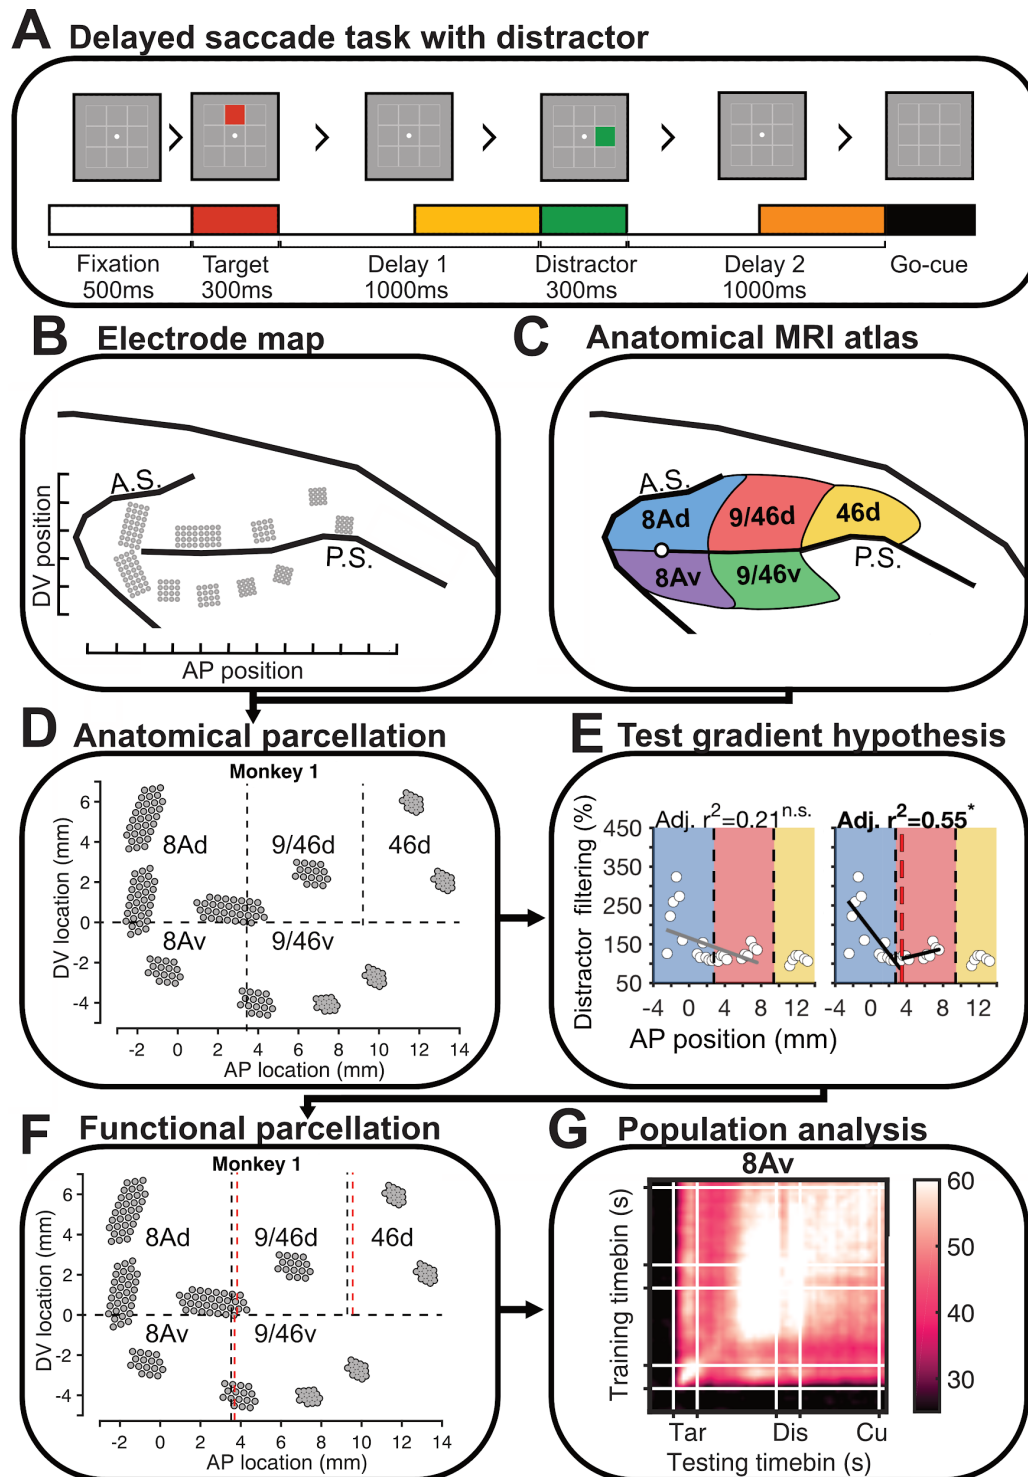 A Delayed saccade task with distractor
Fixation
500ms
Target
300ms
Delay 1
1000ms
Distractor
300ms
Delay 2
1000ms
Go-cue
B Electrode map
A.S.
P.S.
DV position
AP position
C Anatomical MRI atlas
A.S.
8Ad
9/46d
46d
8Av
9/46v
P.S.
D Anatomical parcellation
Monkey 1
8Ad
9/46d
46d
8Av
9/46v
DV location (mm)
6
4
2
0
-2
-4
-2 0 2 4 6 8 10 12 14
AP location (mm)
E Test gradient hypothesis
Adj. r²=0.21ⁿ·ˢ·
Adj. r²=0.55*
Distractor filtering (%)
450
350
250
150
50
-4 0 4 8 -4 0 4 8
AP position (mm)
F Functional parcellation
Monkey 1
8Ad
9/46d
46d
8Av
9/46v
DV location (mm)
6
4
2
0
-2
-4
-2 0 2 4 6 8 10 12 14
AP location (mm)
G Population analysis
8Av
Training timebin (s)
60
50
40
30
Tar Dis Cu
Testing timebin (s)